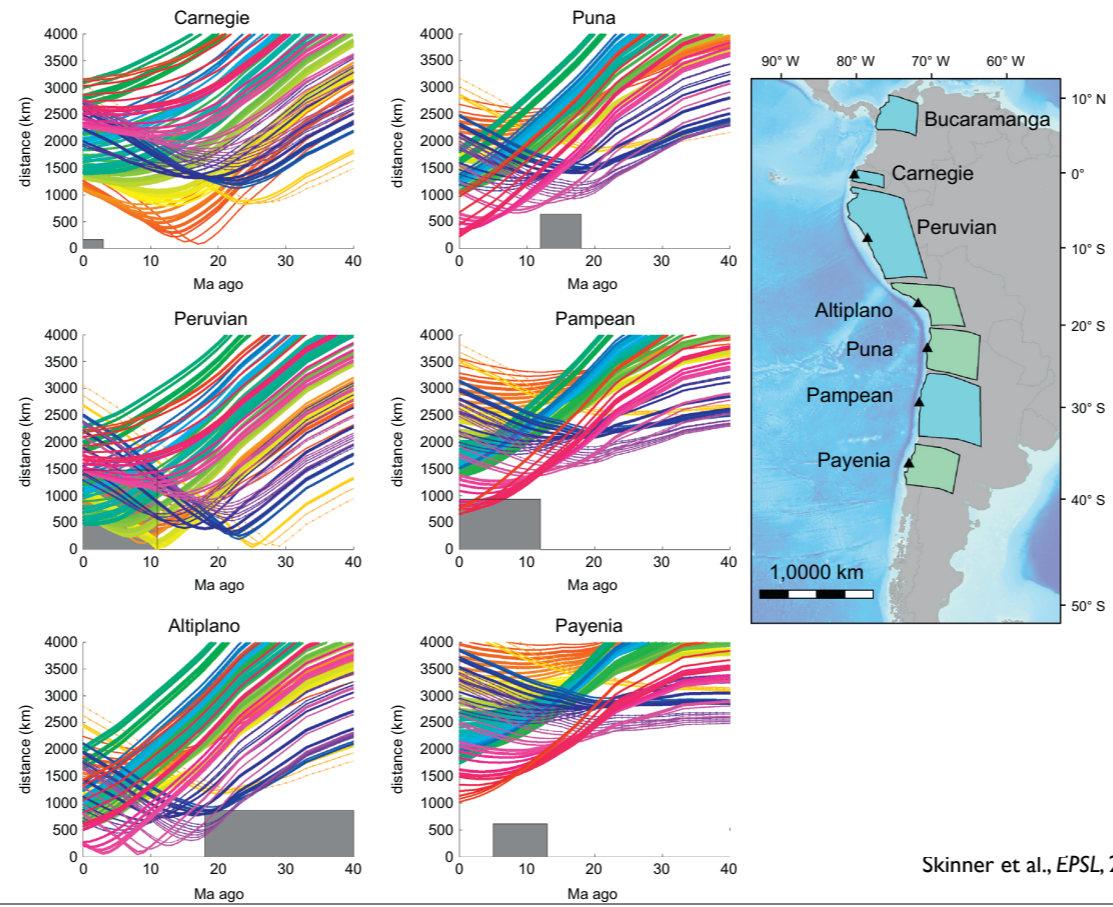 Carnegie
4000
3500
3000
2500
2000
1500
1000
500
0
distance (km)
0 10 20 30 40
Ma ago
Puna
4000
3500
3000
2500
2000
1500
1000
500
0
distance (km)
0 10 20 30 40
Ma ago
Peruvian
4000
3500
3000
2500
2000
1500
1000
500
0
distance (km)
0 10 20 30 40
Ma ago
Pampean
4000
3500
3000
2500
2000
1500
1000
500
0
distance (km)
0 10 20 30 40
Ma ago
Altiplano
4000
3500
3000
2500
2000
1500
1000
500
0
distance (km)
0 10 20 30 40
Ma ago
Payenia
4000
3500
3000
2500
2000
1500
1000
500
0
distance (km)
0 10 20 30 40
Ma ago
90° W 80° W 70° W 60° W
10° N
Bucaramanga
Carnegie
0°
Peruvian
10° S
Altiplano
20° S
Puna
Pampean
30° S
Payenia
40° S
1,0000 km
50° S
Skinner et al., EPSL, 2